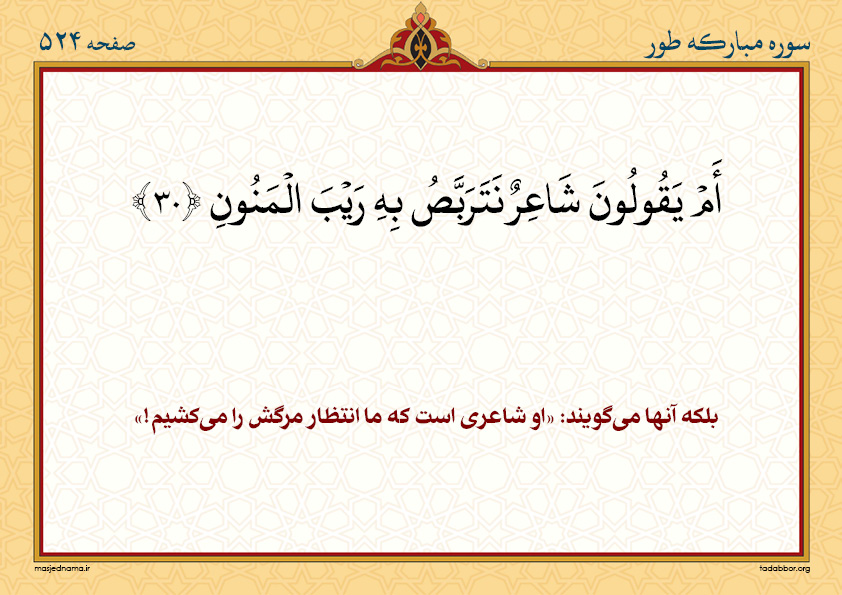 سوره مبارکه طور
صفحه ۵۲۴
أَمْ يَقُولُونَ شَاعِرٌ نَتَرَبَّصُ بِهِ رَيْبَ الْمَنُونِ ﴿۳۰﴾
بلکه آنها می‌گویند: «او شاعری است که ما انتظار مرگش را می‌کشیم!»
masjednama.ir
tadabbor.org